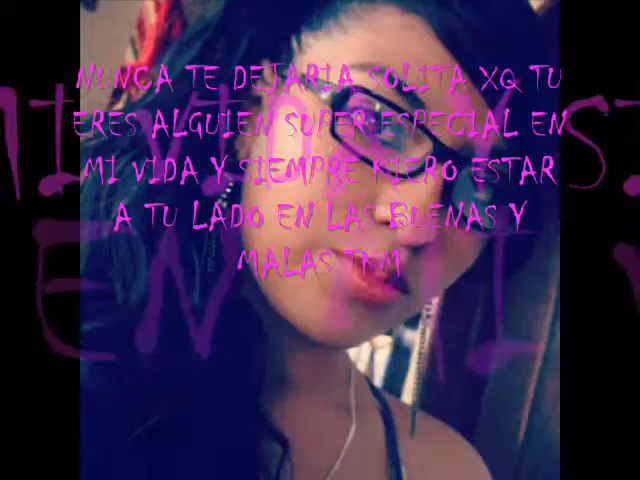 NUNCA TE DEJARIA SOLITA XQ TU
ERES ALGUIEN SUPER ESPECIAL EN
MI VIDA Y SIEMPRE KIERO ESTAR
A TU LADO EN LAS BUENAS Y
MALAS TKM